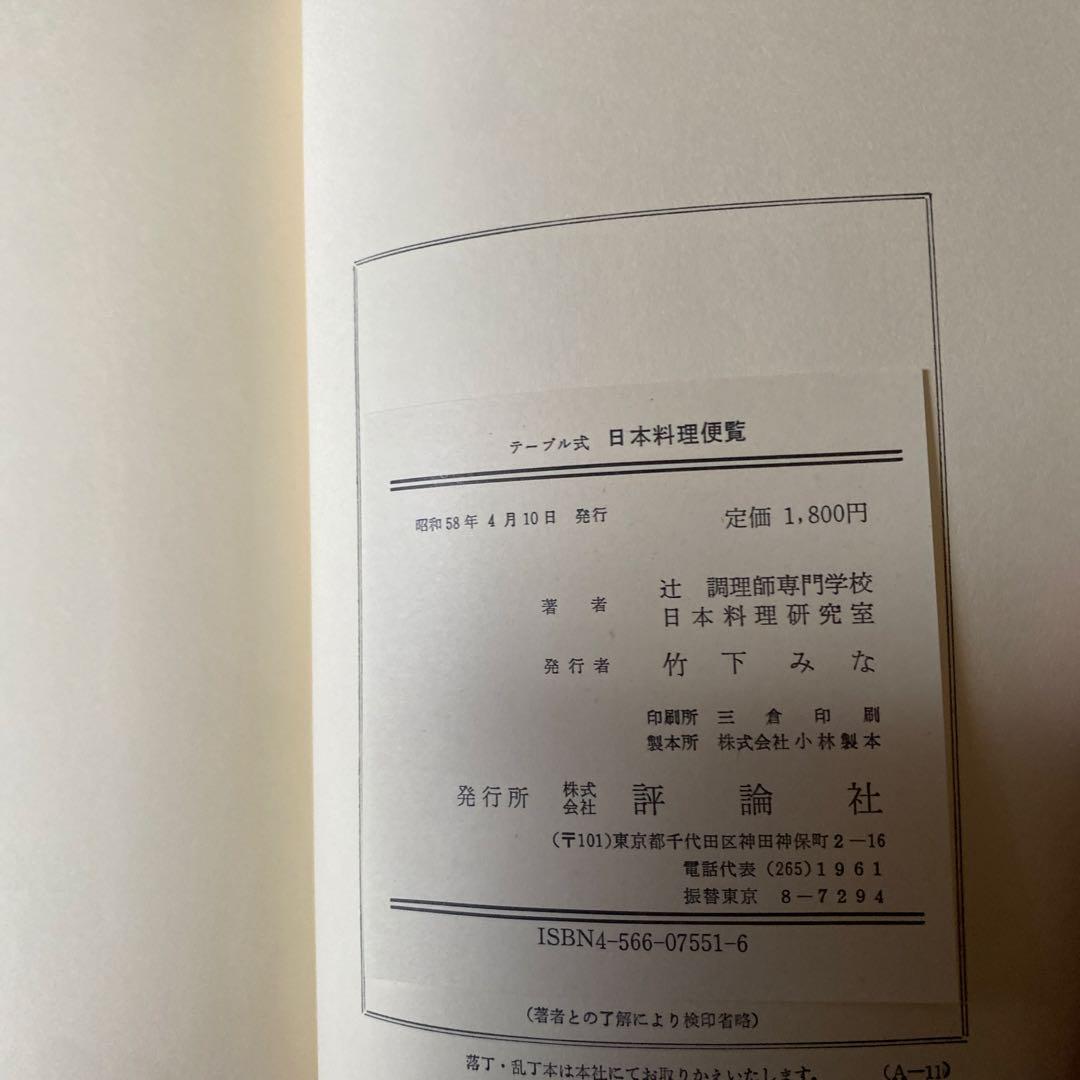 テーブル式 日本料理便覧
昭和58年 4月10日 発行 定価 1,800円
著者 辻 調理師専門学校
日本料理研究室
発行者 竹下みな
印刷所 三倉印刷
製本所 株式会社小林製本
発行所 株式会社 評論社
(〒101)東京都千代田区神田神保町2—16
電話代表 (265)1961
振替東京 8—7294
ISBN4-566-07551-6
(著者との了解により検印省略)
落丁・乱丁本は本社にてお取りかえいたします。 (A—11)